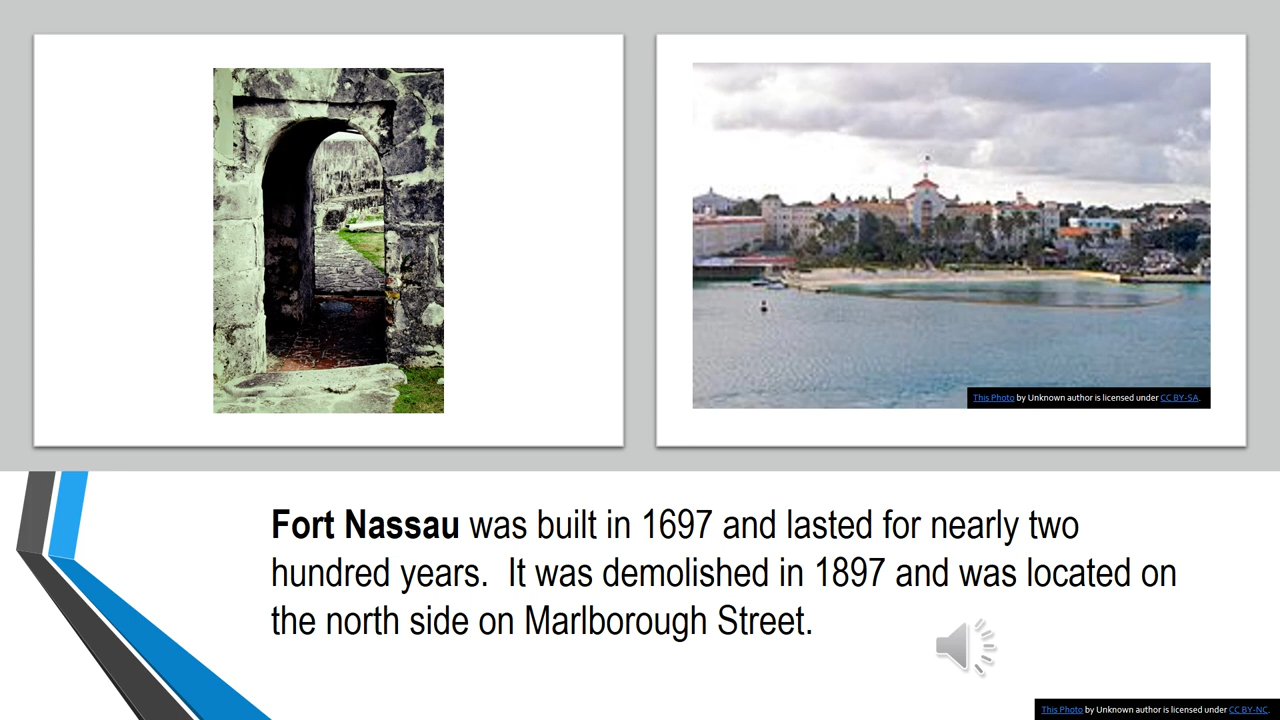 This Photo by Unknown author is licensed under CC BY-SA.
Fort Nassau was built in 1697 and lasted for nearly two
hundred years.  It was demolished in 1897 and was located on
the north side on Marlborough Street.
This Photo by Unknown author is licensed under CC BY-NC.